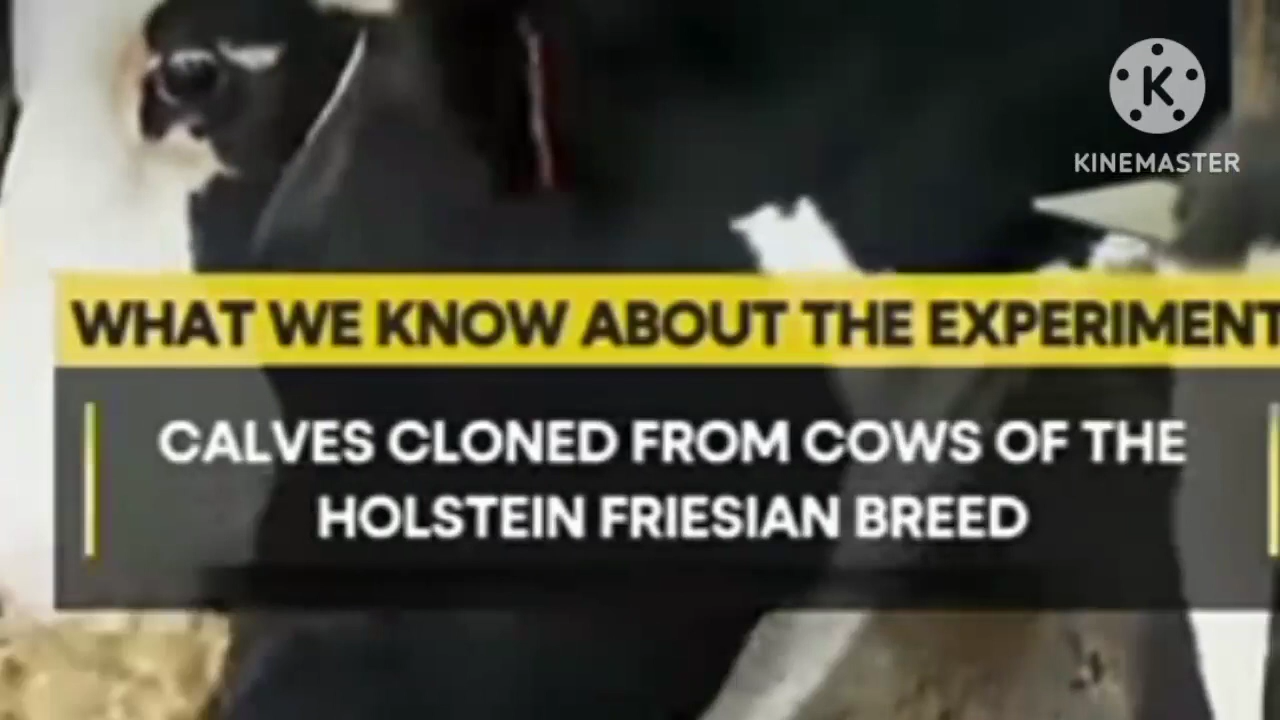 K
KINEMASTER
WHAT WE KNOW ABOUT THE EXPERIMENT
CALVES CLONED FROM COWS OF THE
HOLSTEIN FRIESIAN BREED